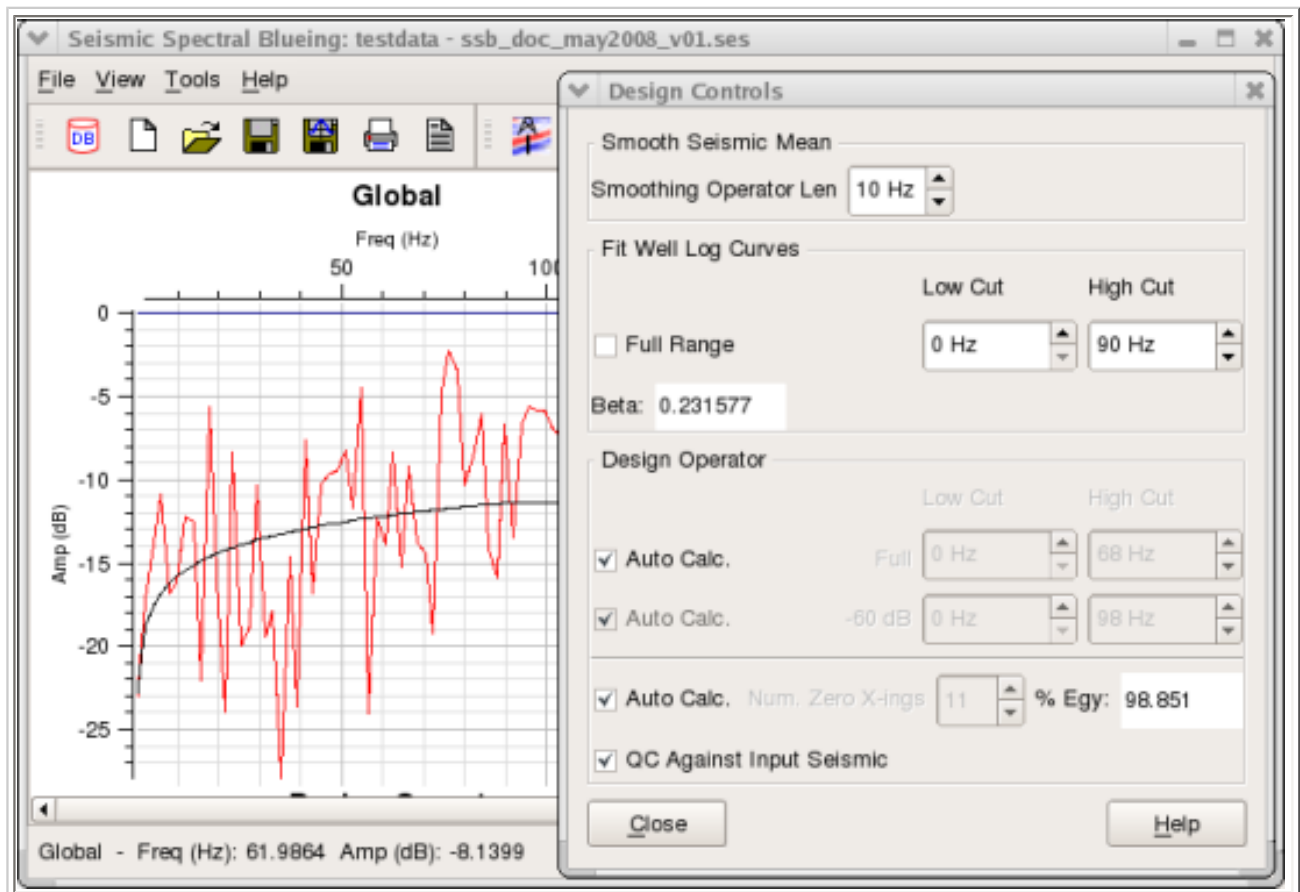 Seismic Spectral Blueing: testdata - ssb_doc_may2008_v01.ses
File View Tools Help
DB
Global
Freq (Hz)
50
0
-5
-10
-15
-20
-25
Amp (dB)
Global - Freq (Hz): 61.9864 Amp (dB): -8.1399
Design Controls
Smooth Seismic Mean
Smoothing Operator Len 10 Hz
Fit Well Log Curves
Low Cut High Cut
Full Range 0 Hz 90 Hz
Beta: 0.231577
Design Operator
Low Cut High Cut
Auto Calc. Full 0 Hz 68 Hz
Auto Calc. -60 dB 0 Hz 98 Hz
Auto Calc. Num. Zero X-ings 11 % Egy: 98.851
QC Against Input Seismic
Close Help